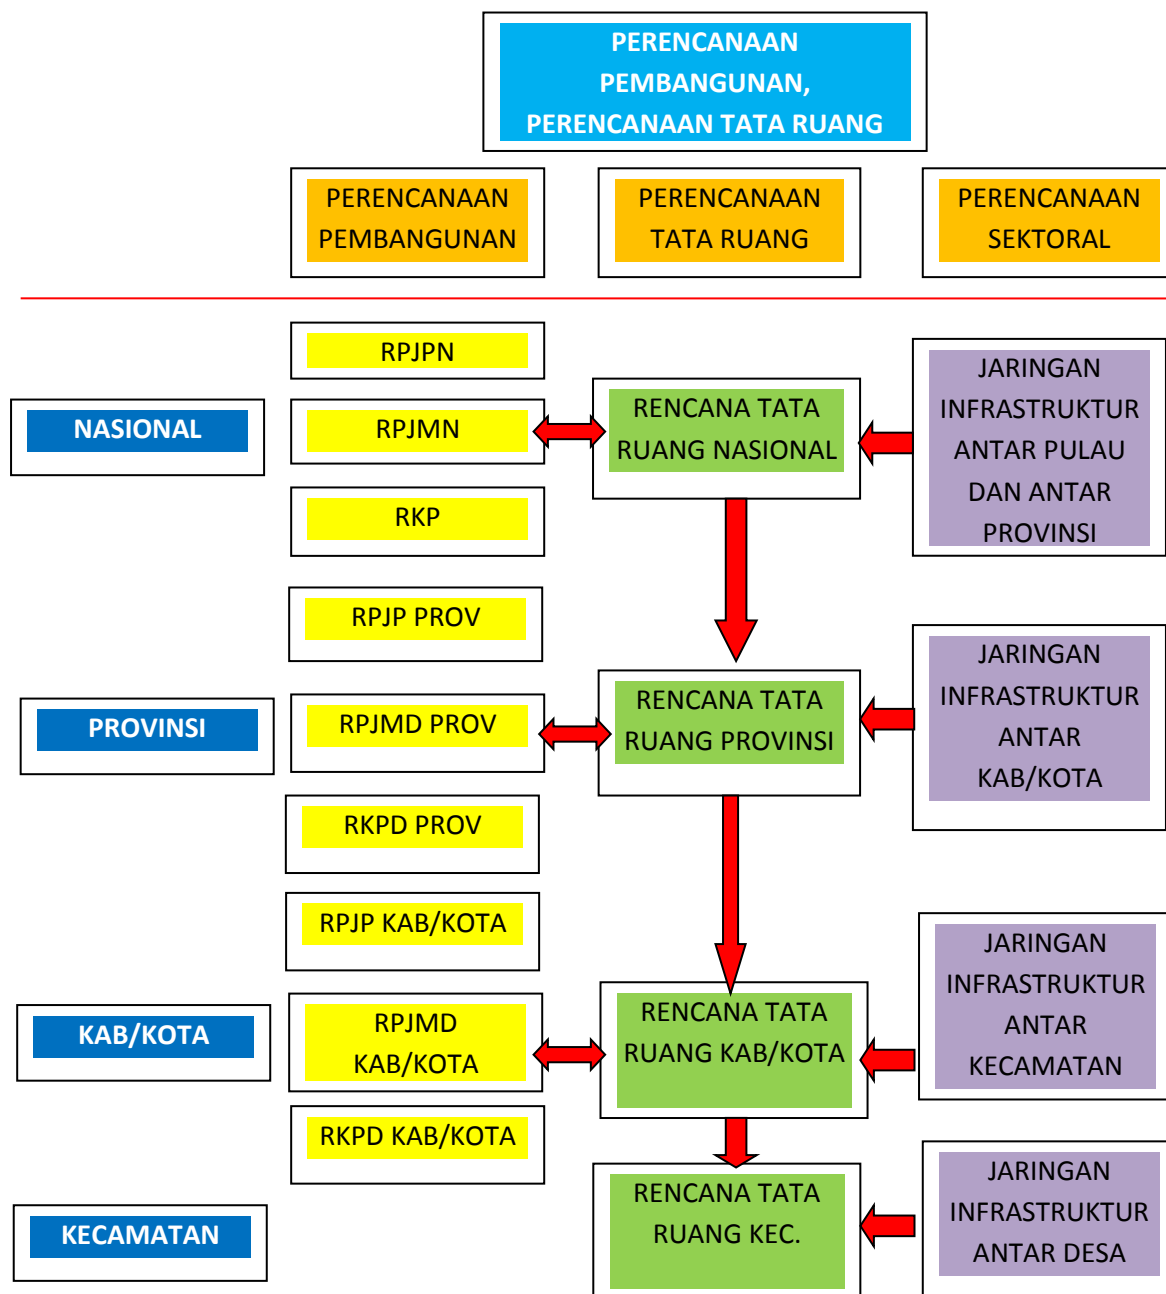 PERENCANAAN
PEMBANGUNAN,
PERENCANAAN TATA RUANG
PERENCANAAN
PEMBANGUNAN
PERENCANAAN
TATA RUANG
PERENCANAAN
SEKTORAL
NASIONAL
RPJPN
RPJMN
RKP
RENCANA TATA
RUANG NASIONAL
JARINGAN
INFRASTRUKTUR
ANTAR PULAU
DAN ANTAR
PROVINSI
PROVINSI
RPJP PROV
RPJMD PROV
RKPD PROV
RENCANA TATA
RUANG PROVINSI
JARINGAN
INFRASTRUKTUR
ANTAR
KAB/KOTA
KAB/KOTA
RPJP KAB/KOTA
RPJMD
KAB/KOTA
RKPD KAB/KOTA
RENCANA TATA
RUANG KAB/KOTA
JARINGAN
INFRASTRUKTUR
ANTAR
KECAMATAN
KECAMATAN
RENCANA TATA
RUANG KEC.
JARINGAN
INFRASTRUKTUR
ANTAR DESA